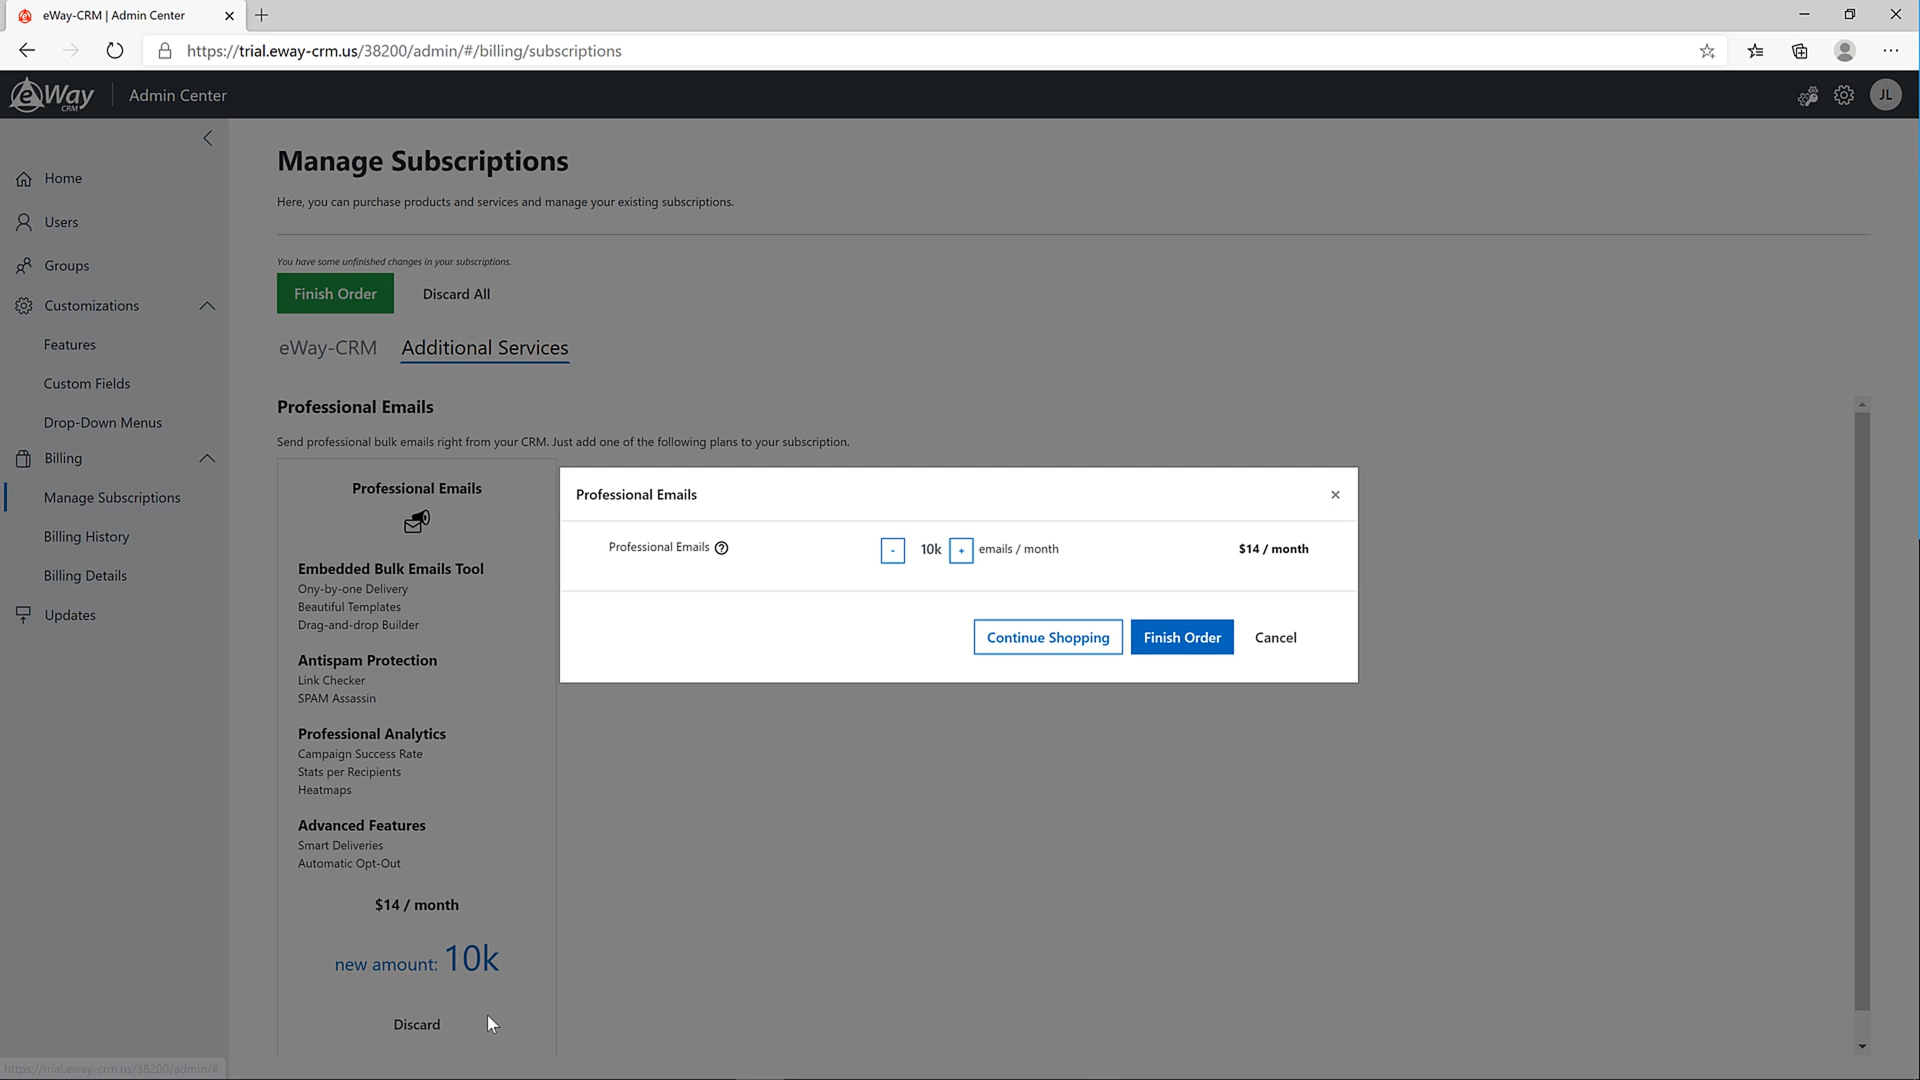 eWay-CRM | Admin Center
https://trial.eway-crm.us/38200/admin/#/billing/subscriptions
eWay CRM
Admin Center
JL
Home
Users
Groups
Customizations
Features
Custom Fields
Drop-Down Menus
Billing
Manage Subscriptions
Billing History
Billing Details
Updates
Manage Subscriptions
Here, you can purchase products and services and manage your existing subscriptions.
You have some unfinished changes in your subscriptions.
Finish Order Discard All
eWay-CRM Additional Services
Professional Emails
Send professional bulk emails right from your CRM. Just add one of the following plans to your subscription.
Professional Emails
Embedded Bulk Emails Tool
Ony-by-one Delivery
Beautiful Templates
Drag-and-drop Builder
Antispam Protection
Link Checker
SPAM Assassin
Professional Analytics
Campaign Success Rate
Stats per Recipients
Heatmaps
Advanced Features
Smart Deliveries
Automatic Opt-Out
$14 / month
new amount: 10k
Discard
Professional Emails
Professional Emails - 10k + emails / month $14 / month
Continue Shopping Finish Order Cancel
https://trial.eway-crm.us/38200/admin/#